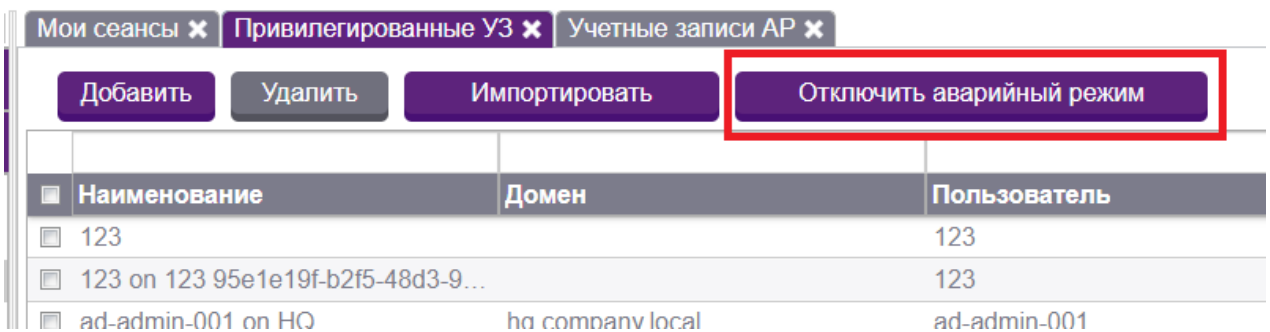 Мои сеансы Привилегированные УЗ Учетные записи АР
Добавить Удалить Импортировать Отключить аварийный режим
Наименование Домен Пользователь
123 123
123 on 123 95e1e19f-b2f5-48d3-9... 123
ad-admin-001 on HQ hq company local ad-admin-001